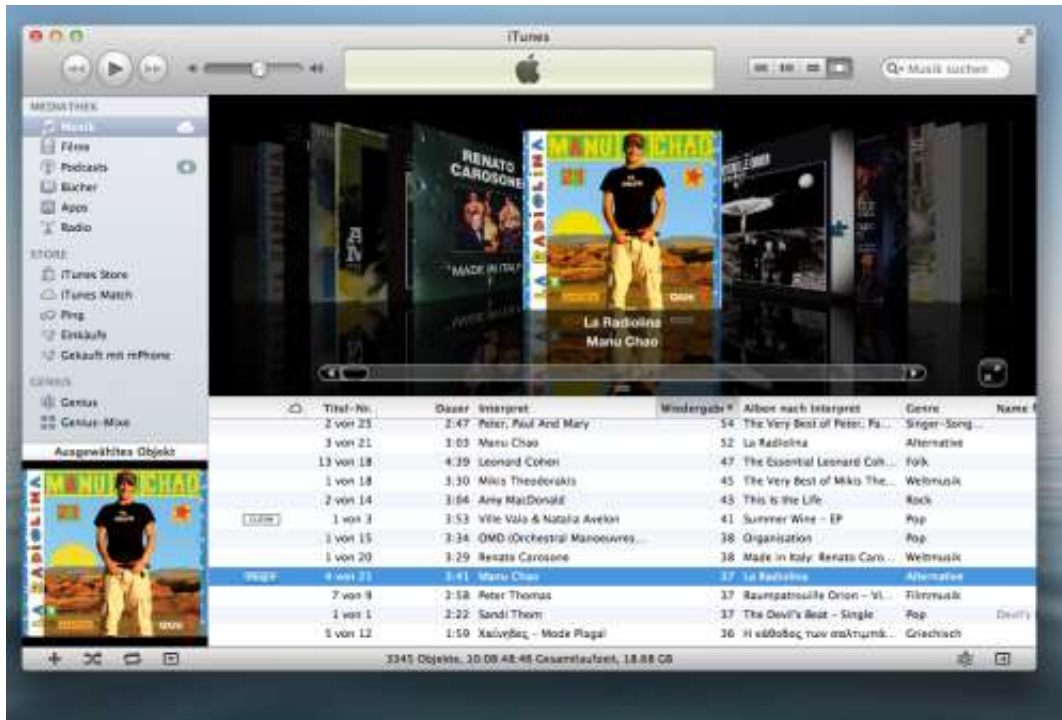 iTunes
Musik suchen
MEDIATHEK
Musik
Filme
Podcasts
Bücher
Apps
Radio
STORE
iTunes Store
iTunes Match
Ping
Einkäufe
Gekauft mit mPhone
GENIUS
Genius
Genius-Mixe
Ausgewähltes Objekt
MANU CHAO
LA RADIOLINA
RENATO
CAROSONE
MADE IN ITALY
MANU CHAO
LA RADIOLINA
La Radiolina
Manu Chao
Titel-Nr. Dauer Interpret Wiedergabe Alben nach Interpret Genre Name
2 von 25 2:47 Peter, Paul And Mary 54 The Very Best of Peter, Pa... Singer-Song...
3 von 21 3:03 Manu Chao 52 La Radiolina Alternative
13 von 18 4:39 Leonard Cohen 47 The Essential Leonard Coh... Folk
1 von 18 3:30 Mikis Theodorakis 45 The Very Best of Mikis The... Weltmusik
2 von 14 3:04 Amy MacDonald 43 This Is the Life Rock
CLEAN 1 von 3 3:53 Ville Valo & Natalia Avelon 41 Summer Wine - EP Pop
1 von 15 3:34 OMD (Orchestral Manoeuvres... 38 Organisation Pop
1 von 20 3:29 Renato Carosone 38 Made in Italy: Renato Caro... Weltmusik
4 von 21 3:41 Manu Chao 37 La Radiolina Alternative
7 von 9 2:58 Peter Thomas 37 Raumpatrouille Orion - Vi... Filmmusik
1 von 1 2:22 Sandi Thom 37 The Devil's Beat - Single Pop Devil's
5 von 12 1:59 Χαΐνηδες - Mode Plagal 36 Η κάθοδος των σαλτιμπά... Griechisch
3345 Objekte, 10:08:48:46 Gesamtlaufzeit, 18.68 GB